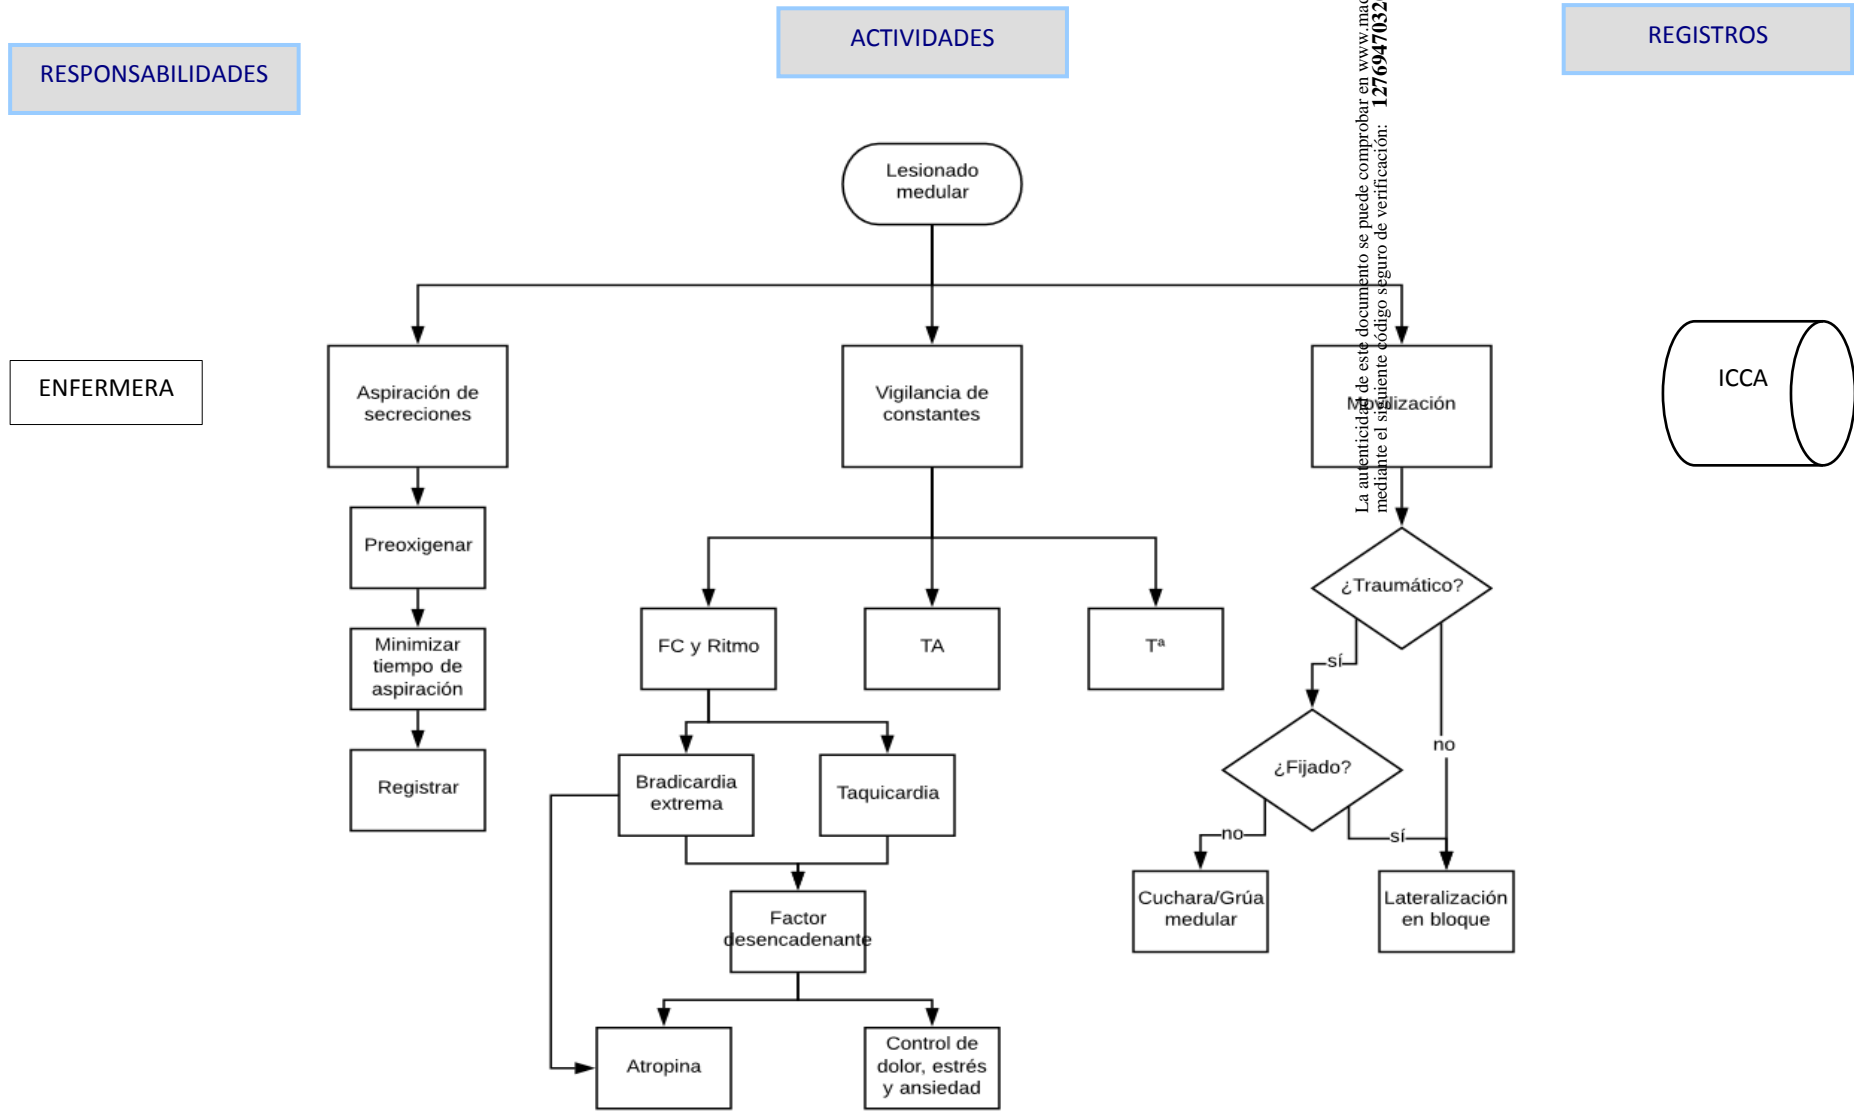 ACTIVIDADES
REGISTROS
RESPONSABILIDADES
La autenticidad de este documento se puede comprobar en
mediante el siguiente código seguro de verificación:
Lesionado
medular
ENFERMERA
Aspiración de
secreciones
Vigilancia de
constantes
Movilización
ICCA
Preoxigenar
¿Traumático?
Minimizar
tiempo de
aspiración
FC y Ritmo
TA
Tª
sí
no
Registrar
Bradicardia
extrema
Taquicardia
¿Fijado?
no
sí
Factor
desencadenante
Cuchara/Grúa
medular
Lateralización
en bloque
Atropina
Control de
dolor, estrés
y ansiedad